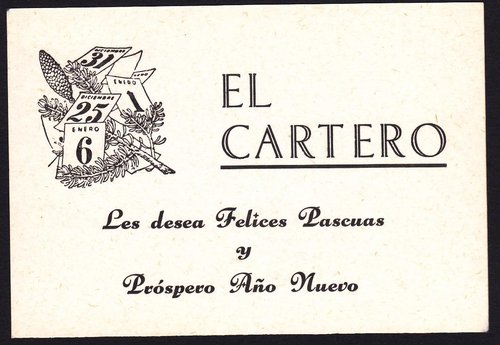 DICIEMBRE
31
ENERO
1
DICIEMBRE
25
ENERO
6
EL
CARTERO
Les desea Felices Pascuas
y
Próspero Año Nuevo